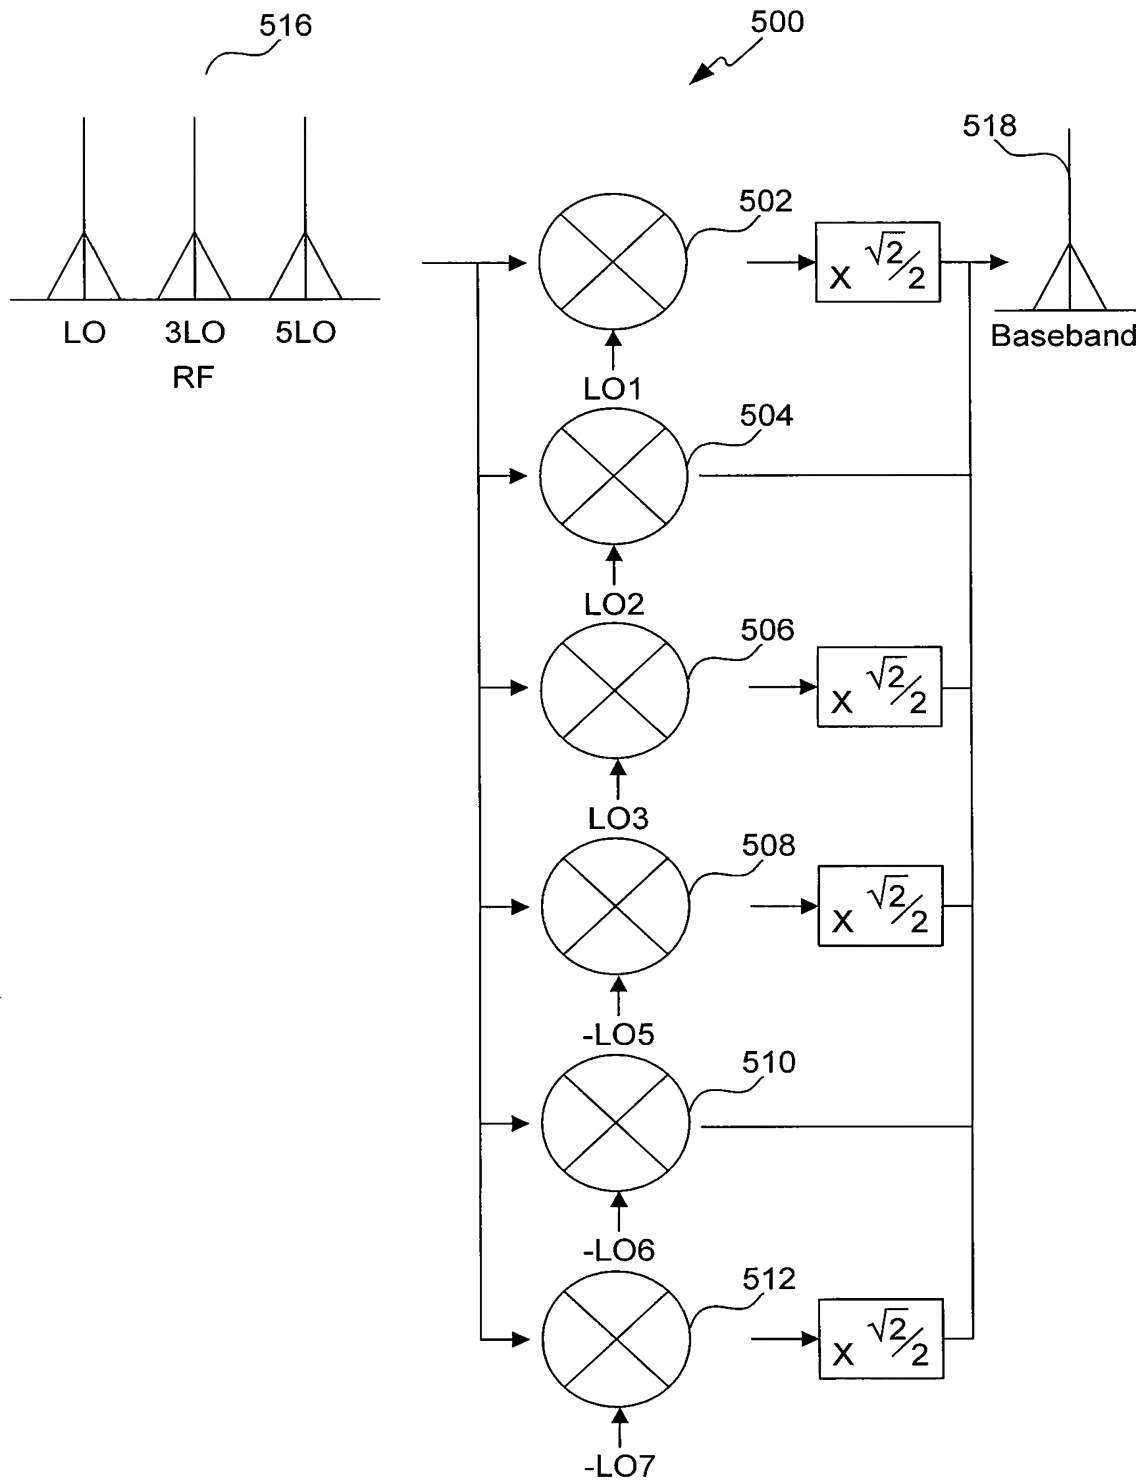 516
500
518
502
X √2/2
LO 3LO 5LO
RF
Baseband
LO1
504
LO2
506
X √2/2
LO3
508
X √2/2
-LO5
510
-LO6
512
X √2/2
-LO7